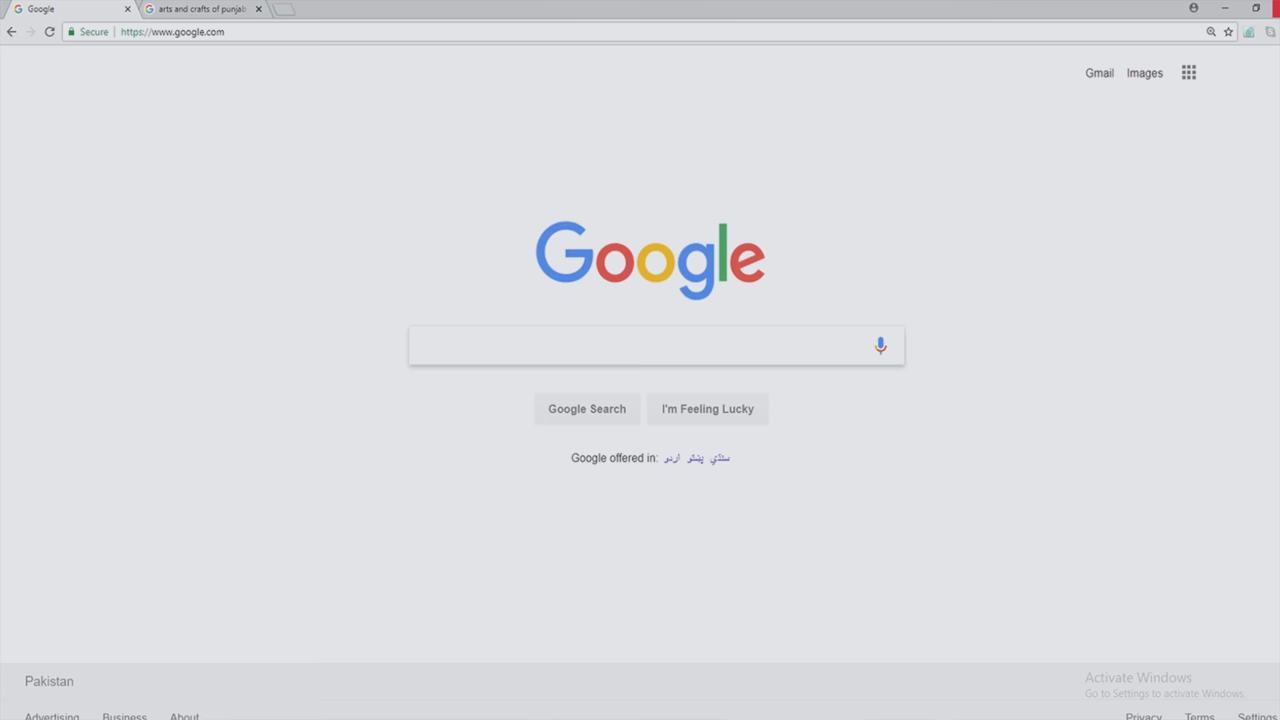 Google
arts and crafts of punjab
Secure
https://www.google.com
Gmail Images
Google
Google Search I'm Feeling Lucky
Google offered in: اردو پښتو سنڌي
Pakistan
Activate Windows
Go to Settings to activate Windows.
Advertising Business About Privacy Terms Settings